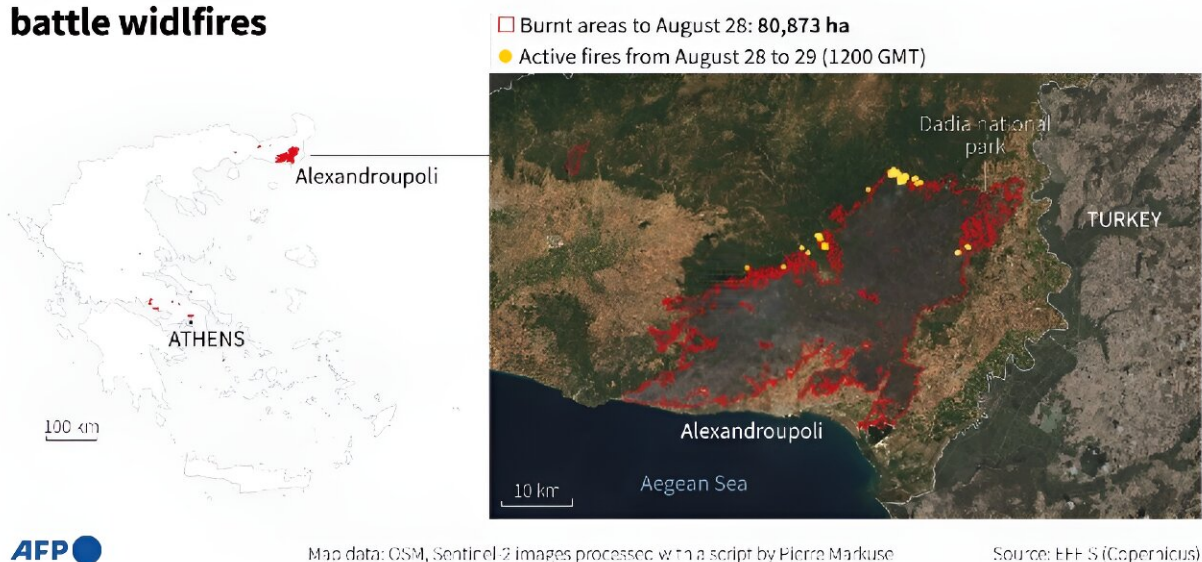 battle widlfires
Burnt areas to August 28: 80,873 ha
Active fires from August 28 to 29 (1200 GMT)
Alexandroupoli
ATHENS
100 km
Dadia national
park
TURKEY
Alexandroupoli
Aegean Sea
10 km
AFP
Map data: OSM, Sentinel-2 images processed with a script by Pierre Markuse
Source: EFFIS (Copernicus)